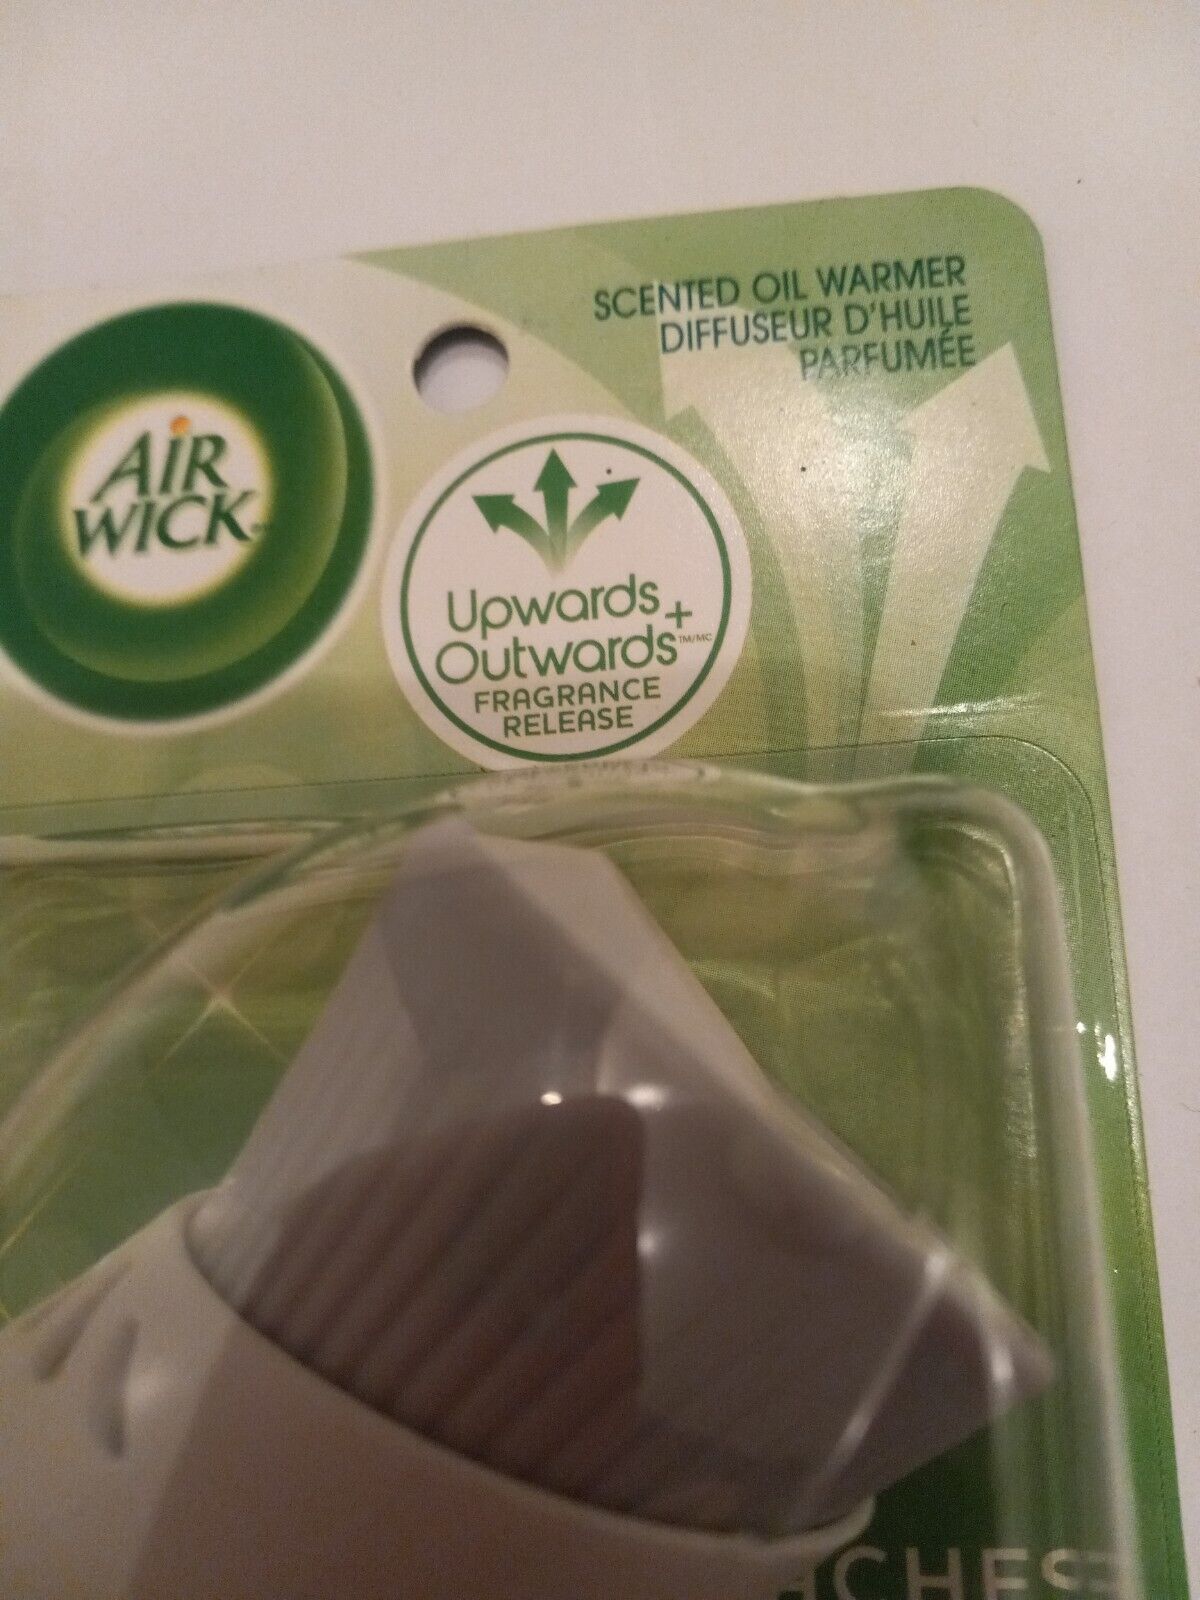 SCENTED OIL WARMER
DIFFUSEUR D'HUILE
PARFUMÉE
AiR
WICK
Upwards +
Outwards TM/MC
FRAGRANCE
RELEASE